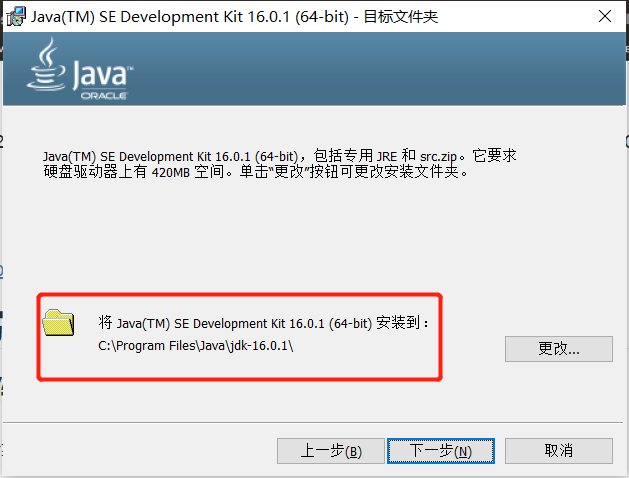 Java(TM) SE Development Kit 16.0.1 (64-bit) - 目标文件夹
Java™
ORACLE
Java(TM) SE Development Kit 16.0.1 (64-bit)，包括专用 JRE 和 src.zip。它要求
硬盘驱动器上有 420MB 空间。单击“更改”按钮可更改安装文件夹。
将 Java(TM) SE Development Kit 16.0.1 (64-bit) 安装到：
C:\Program Files\Java\jdk-16.0.1\
更改...
上一步(B)
下一步(N)
取消